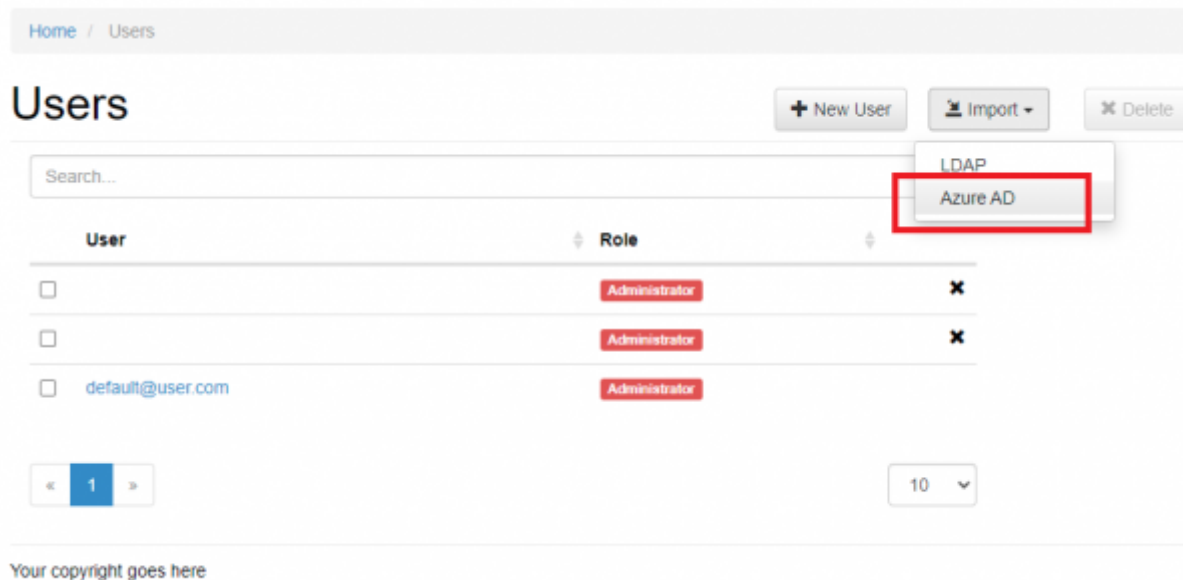 Home / Users
Users
New User
Import
Delete
LDAP
Azure AD
Search...
User Role
Administrator
Administrator
default@user.com Administrator
« 1 »
10
Your copyright goes here